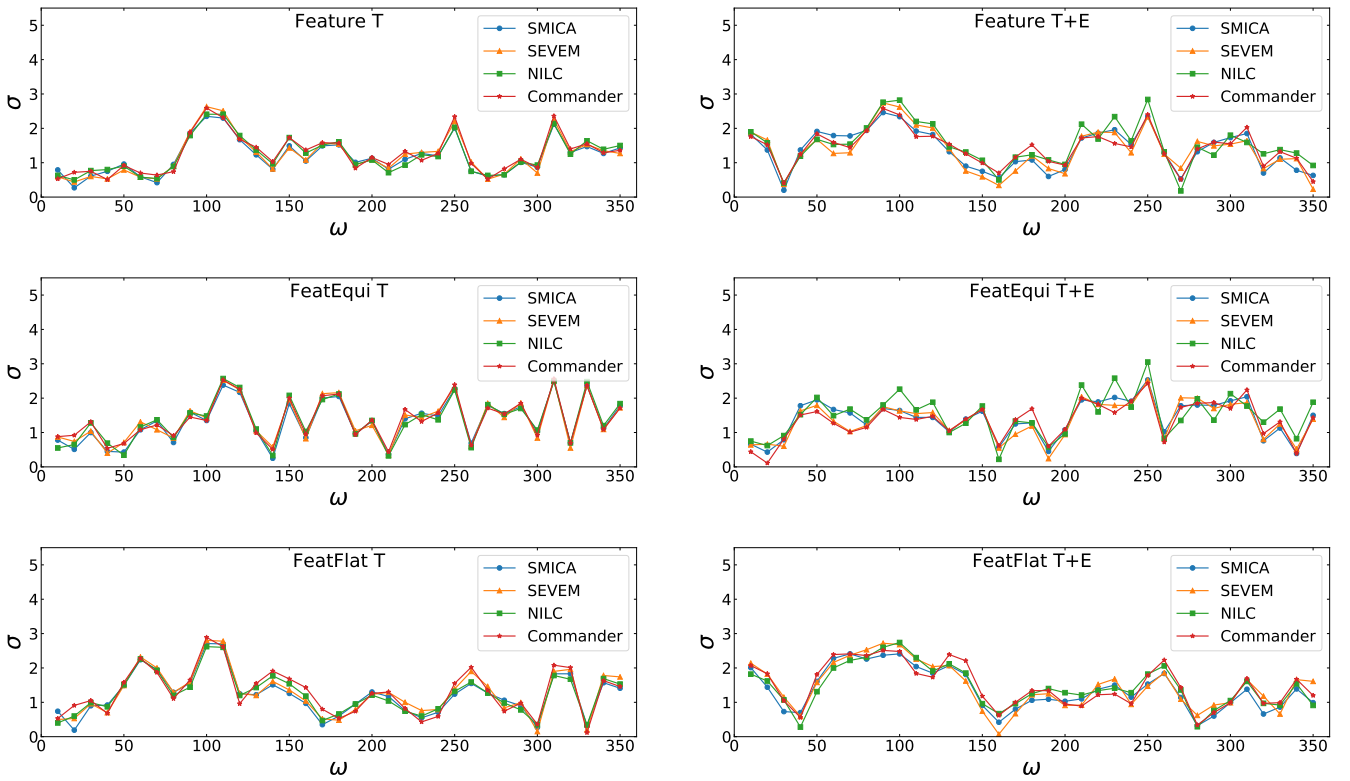 Feature T
SMICA
SEVEM
NILC
Commander
σ
5
4
3
2
1
0
0 50 100 150 200 250 300 350
ω
Feature T+E
SMICA
SEVEM
NILC
Commander
σ
5
4
3
2
1
0
0 50 100 150 200 250 300 350
ω
FeatEqui T
SMICA
SEVEM
NILC
Commander
σ
5
4
3
2
1
0
0 50 100 150 200 250 300 350
ω
FeatEqui T+E
SMICA
SEVEM
NILC
Commander
σ
5
4
3
2
1
0
0 50 100 150 200 250 300 350
ω
FeatFlat T
SMICA
SEVEM
NILC
Commander
σ
5
4
3
2
1
0
0 50 100 150 200 250 300 350
ω
FeatFlat T+E
SMICA
SEVEM
NILC
Commander
σ
5
4
3
2
1
0
0 50 100 150 200 250 300 350
ω